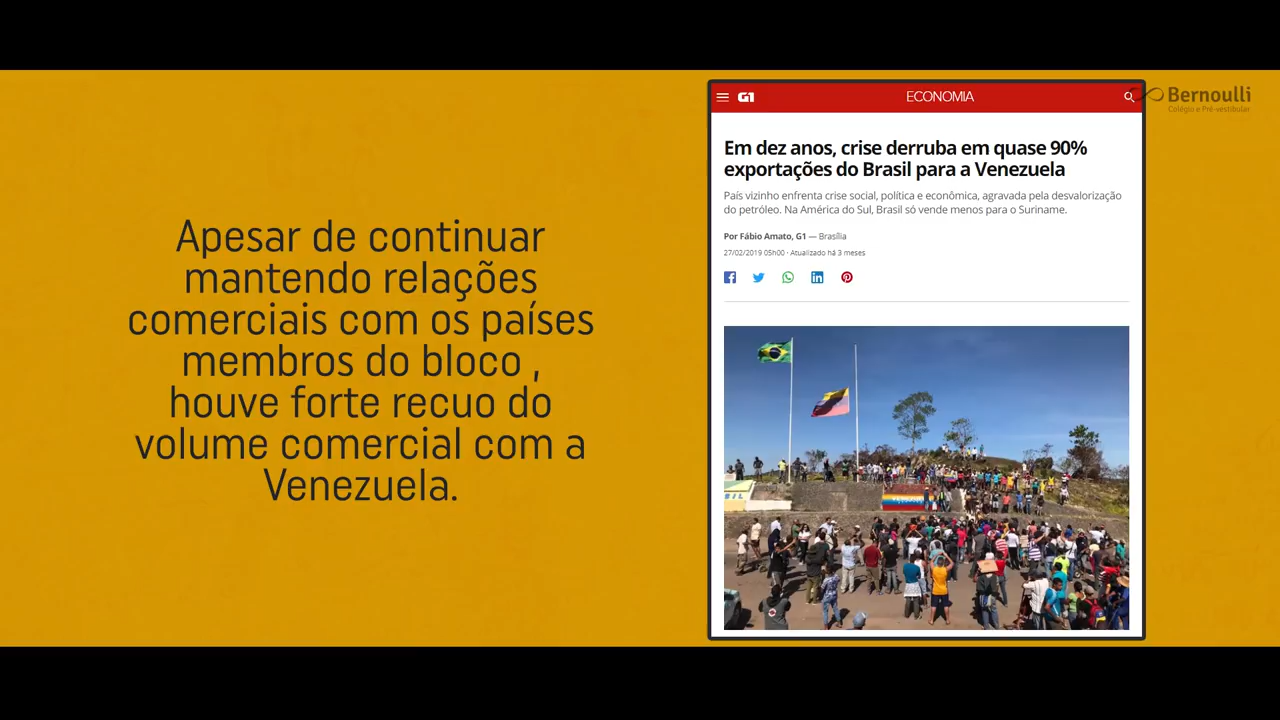 Apesar de continuar
mantendo relações
comerciais com os países
membros do bloco ,
houve forte recuo do
volume comercial com a
Venezuela.
G1
ECONOMIA
Bernoulli
Colégio e Pré-vestibular
Em dez anos, crise derruba em quase 90%
exportações do Brasil para a Venezuela
País vizinho enfrenta crise social, política e econômica, agravada pela desvalorização
do petróleo. Na América do Sul, Brasil só vende menos para o Suriname.
Por Fábio Amato, G1 — Brasília
27/02/2019 05h00 · Atualizado há 3 meses